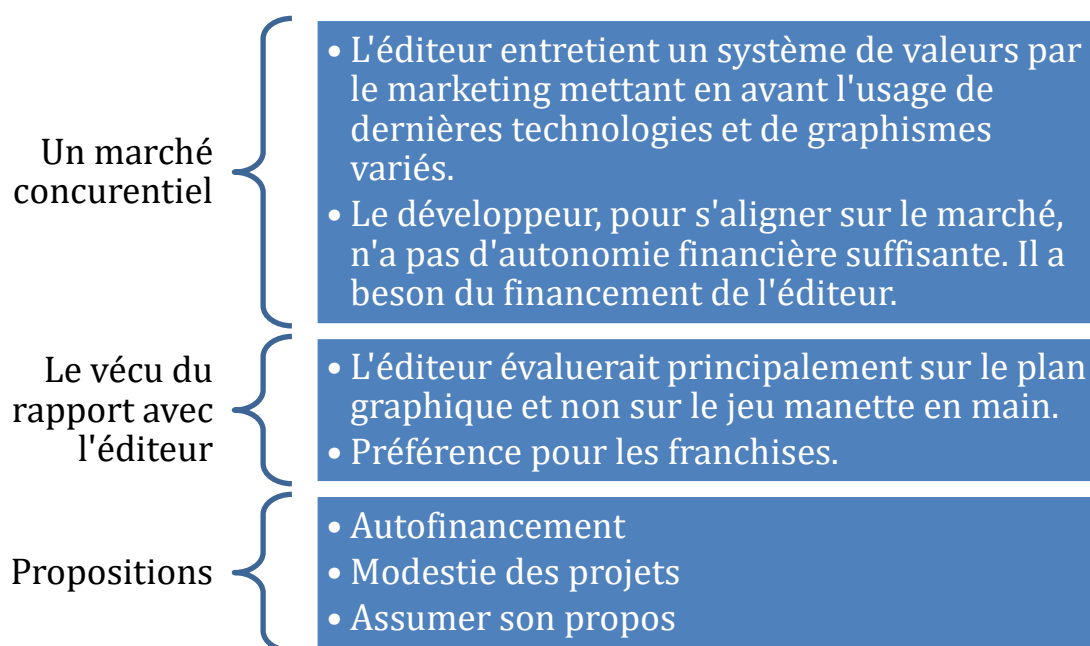 Un marché
concurentiel
• L'éditeur entretient un système de valeurs par
le marketing mettant en avant l'usage de
dernières technologies et de graphismes
variés.
• Le développeur, pour s'aligner sur le marché,
n'a pas d'autonomie financière suffisante. Il a
beson du financement de l'éditeur.
Le vécu du
rapport avec
l'éditeur
• L'éditeur évaluerait principalement sur le plan
graphique et non sur le jeu manette en main.
• Préférence pour les franchises.
Propositions
• Autofinancement
• Modestie des projets
• Assumer son propos